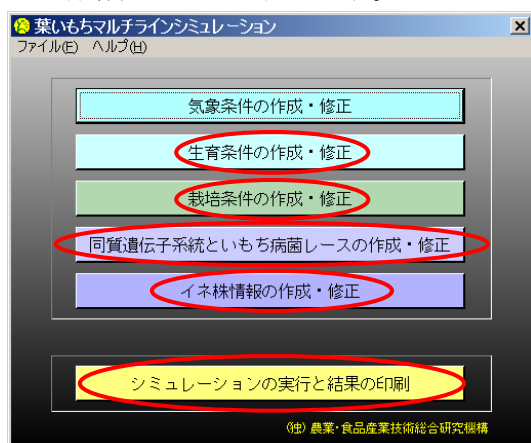 葉いもちマルチラインシミュレーション
ファイル(E) ヘルプ(H)
気象条件の作成・修正
生育条件の作成・修正
栽培条件の作成・修正
同質遺伝子系統といもち病菌レースの作成・修正
イネ株情報の作成・修正
シミュレーションの実行と結果の印刷
(独) 農業・食品産業技術総合研究機構